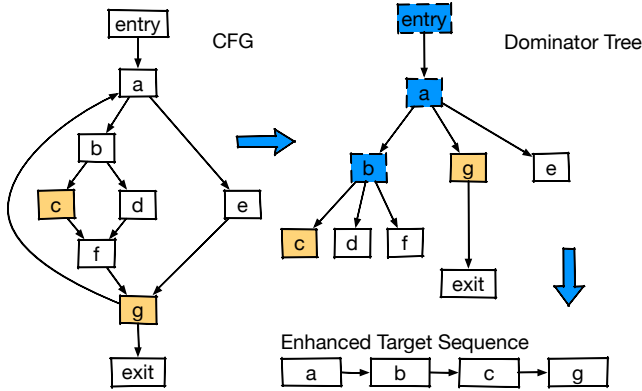 entry
CFG
a
b
c
d
e
f
g
exit
entry
Dominator Tree
a
b
g
e
c
d
f
exit
Enhanced Target Sequence
a
b
c
g